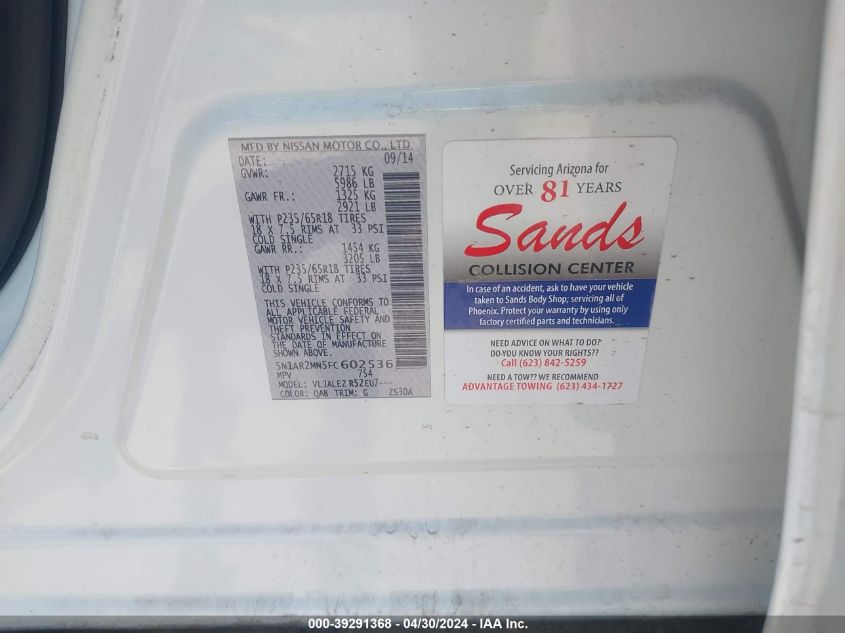 MFD BY NISSAN MOTOR CO., LTD.
DATE: 09/14
GVWR: 2715 KG
5986 LB
GAWR FR.: 1325 KG
2921 LB
WITH P235/65R18 TIRES
18 X 7.5 RIMS AT 33 PSI
COLD SINGLE
GAWR RR.: 1454 KG
3205 LB
WITH P235/65R18 TIRES
18 X 7.5 RIMS AT 33 PSI
COLD SINGLE
THIS VEHICLE CONFORMS TO
ALL APPLICABLE FEDERAL
MOTOR VEHICLE SAFETY AND
THEFT PREVENTION
STANDARDS IN EFFECT ON
THE DATE OF MANUFACTURE
SHOWN ABOVE.
5N1AR2MN5FC602536
MPV 754
MODEL: VLJALEZ R52EU7----
COLOR: QAB TRIM: G ZS30A
Servicing Arizona for
OVER 81 YEARS
Sands
COLLISION CENTER
In case of an accident, ask to have your vehicle
taken to Sands Body Shop; servicing all of
Phoenix. Protect your warranty by using only
factory certified parts and technicians.
NEED ADVICE ON WHAT TO DO?
DO YOU KNOW YOUR RIGHTS??
Call (623) 842-5259
NEED A TOW?? WE RECOMMEND
ADVANTAGE TOWING (623) 434-1727
000-39291368 - 04/30/2024 - IAA Inc.